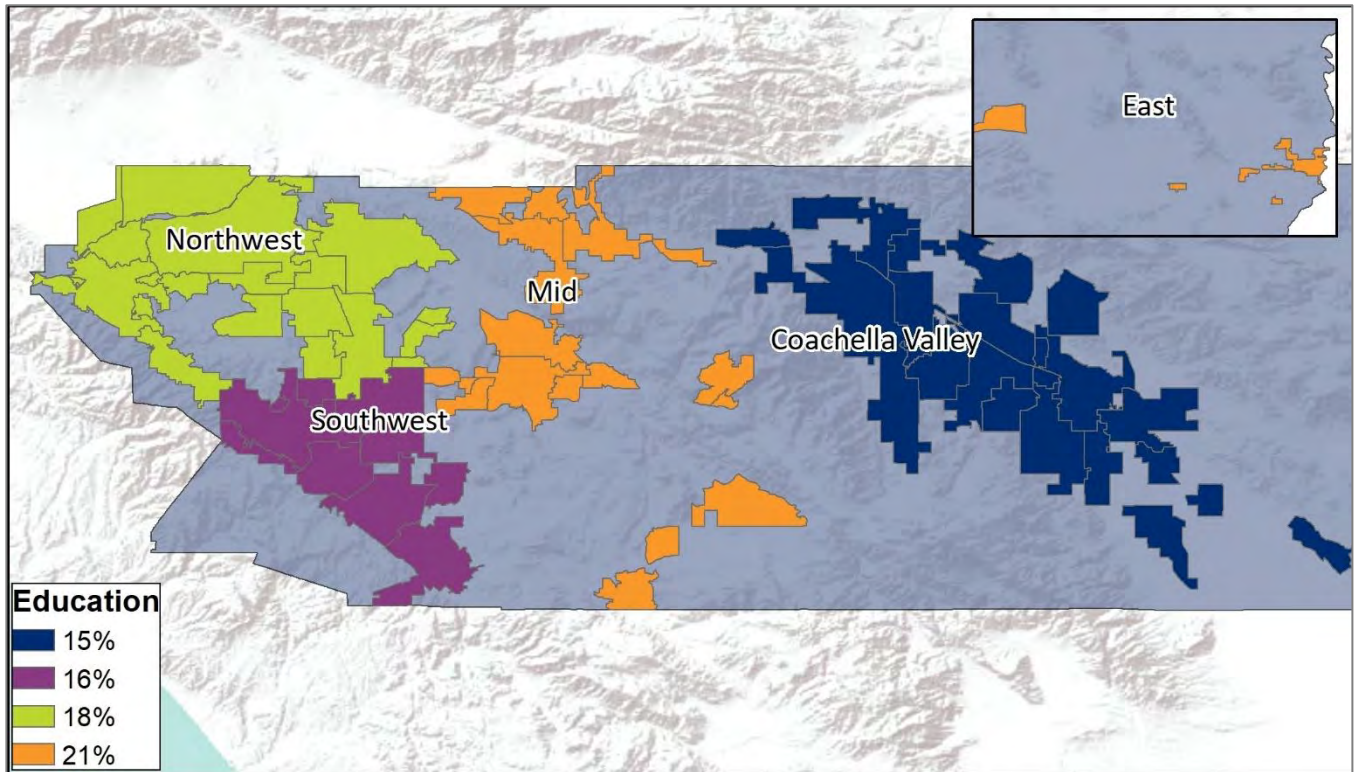 East
Northwest
Mid
Coachella Valley
Southwest
Education
15%
16%
18%
21%